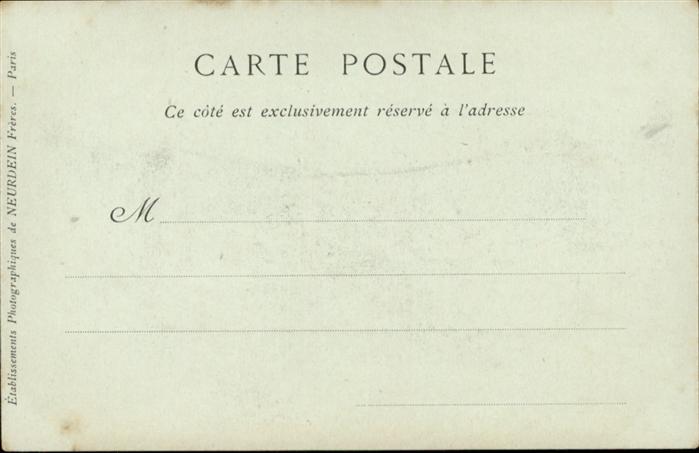 CARTE POSTALE
Ce côté est exclusivement réservé à l'adresse
M
Établissements Photographiques de NEURDEIN Frères. — Paris